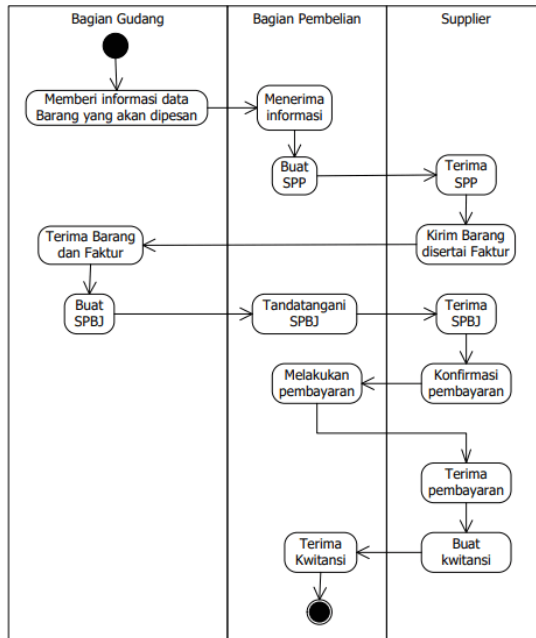 Bagian Gudang
Bagian Pembelian
Supplier
Memberi informasi data
Barang yang akan dipesan
Menerima
informasi
Buat
SPP
Terima
SPP
Kirim Barang
disertai Faktur
Terima Barang
dan Faktur
Buat
SPBJ
Tandatangani
SPBJ
Terima
SPBJ
Konfirmasi
pembayaran
Melakukan
pembayaran
Terima
pembayaran
Buat
kwitansi
Terima
Kwitansi